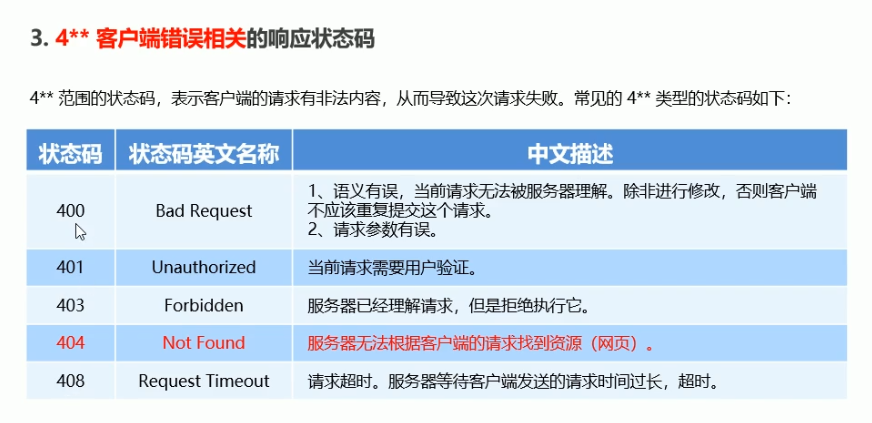 3. 4** 客户端错误相关的响应状态码
4** 范围的状态码，表示客户端的请求有非法内容，从而导致这次请求失败。常见的 4** 类型的状态码如下：
状态码 状态码英文名称 中文描述
400 Bad Request 1、语义有误，当前请求无法被服务器理解。除非进行修改，否则客户端
不应该重复提交这个请求。
2、请求参数有误。
401 Unauthorized 当前请求需要用户验证。
403 Forbidden 服务器已经理解请求，但是拒绝执行它。
404 Not Found 服务器无法根据客户端的请求找到资源（网页）。
408 Request Timeout 请求超时。服务器等待客户端发送的请求时间过长，超时。